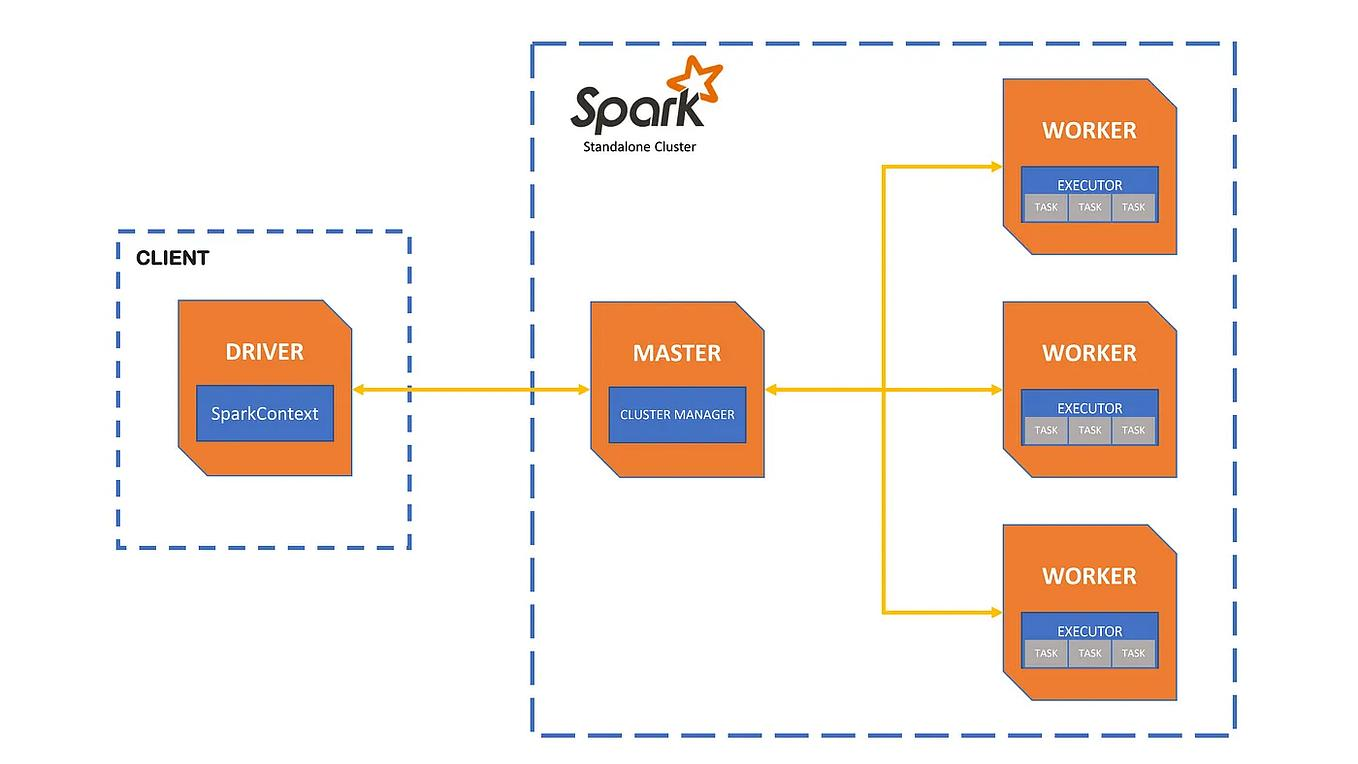 Spark
Standalone Cluster
CLIENT
DRIVER
SparkContext
MASTER
CLUSTER MANAGER
WORKER
EXECUTOR
TASK TASK TASK
WORKER
EXECUTOR
TASK TASK TASK
WORKER
EXECUTOR
TASK TASK TASK